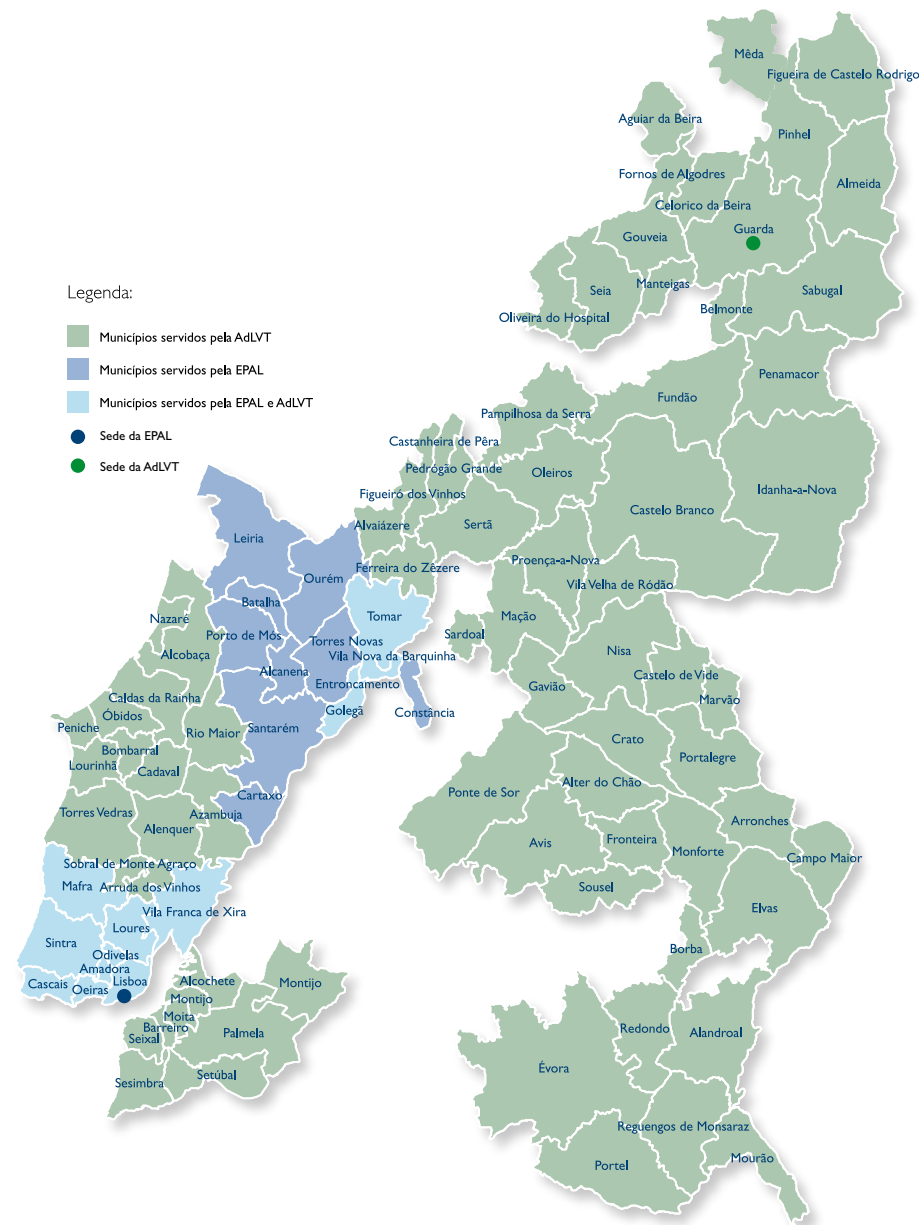 Mêda
Figueira de Castelo Rodrigo
Aguiar da Beira
Pinhel
Fornos de Algodres
Almeida
Celorico da Beira
Guarda
Gouveia
Manteigas
Seia
Sabugal
Belmonte
Oliveira do Hospital
Legenda:
Municípios servidos pela AdLVT
Municípios servidos pela EPAL
Municípios servidos pela EPAL e AdLVT
Sede da EPAL
Sede da AdLVT
Penamacor
Fundão
Pampilhosa da Serra
Castanheira de Pêra
Pedrógão Grande
Oleiros
Figueiró dos Vinhos
Idanha-a-Nova
Castelo Branco
Alvaiázere
Sertã
Leiria
Ourém
Ferreira do Zêzere
Proença-a-Nova
Vila Velha de Ródão
Batalha
Nazaré
Tomar
Mação
Porto de Mós
Torres Novas
Sardoal
Alcobaça
Vila Nova da Barquinha
Nisa
Alcanena
Castelo de Vide
Entroncamento
Gavião
Marvão
Caldas da Rainha
Golegã
Constância
Óbidos
Peniche
Rio Maior
Santarém
Crato
Portalegre
Bombarral
Lourinhã
Cadaval
Ponte de Sor
Alter do Chão
Cartaxo
Torres Vedras
Azambuja
Alenquer
Arronches
Avis
Fronteira
Monforte
Campo Maior
Sobral de Monte Agraço
Mafra
Arruda dos Vinhos
Sousel
Elvas
Vila Franca de Xira
Loures
Sintra
Borba
Odivelas
Amadora
Cascais
Oeiras
Lisboa
Alcochete
Montijo
Montijo
Moita
Barreiro
Seixal
Palmela
Redondo
Alandroal
Évora
Setúbal
Sesimbra
Reguengos de Monsaraz
Portel
Mourão